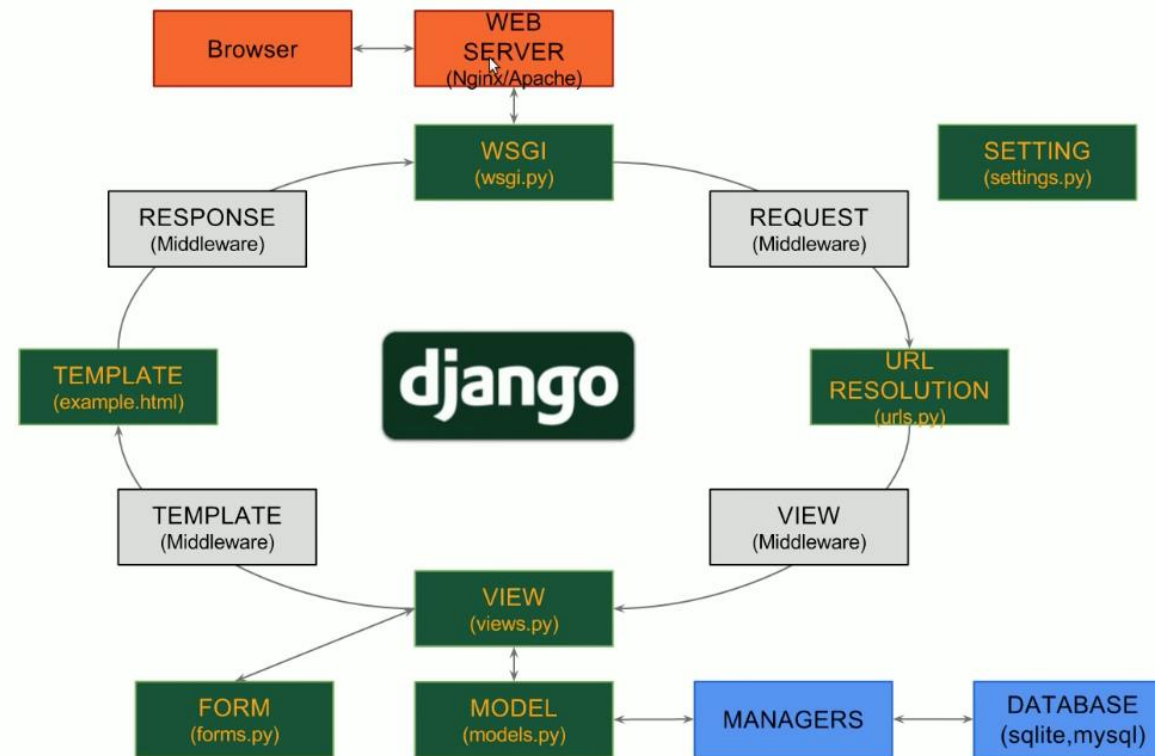 Browser
WEB
SERVER
(Nginx/Apache)
WSGI
(wsgi.py)
SETTING
(settings.py)
RESPONSE
(Middleware)
REQUEST
(Middleware)
TEMPLATE
(example.html)
django
URL
RESOLUTION
(urls.py)
TEMPLATE
(Middleware)
VIEW
(Middleware)
VIEW
(views.py)
FORM
(forms.py)
MODEL
(models.py)
MANAGERS
DATABASE
(sqlite,mysql)